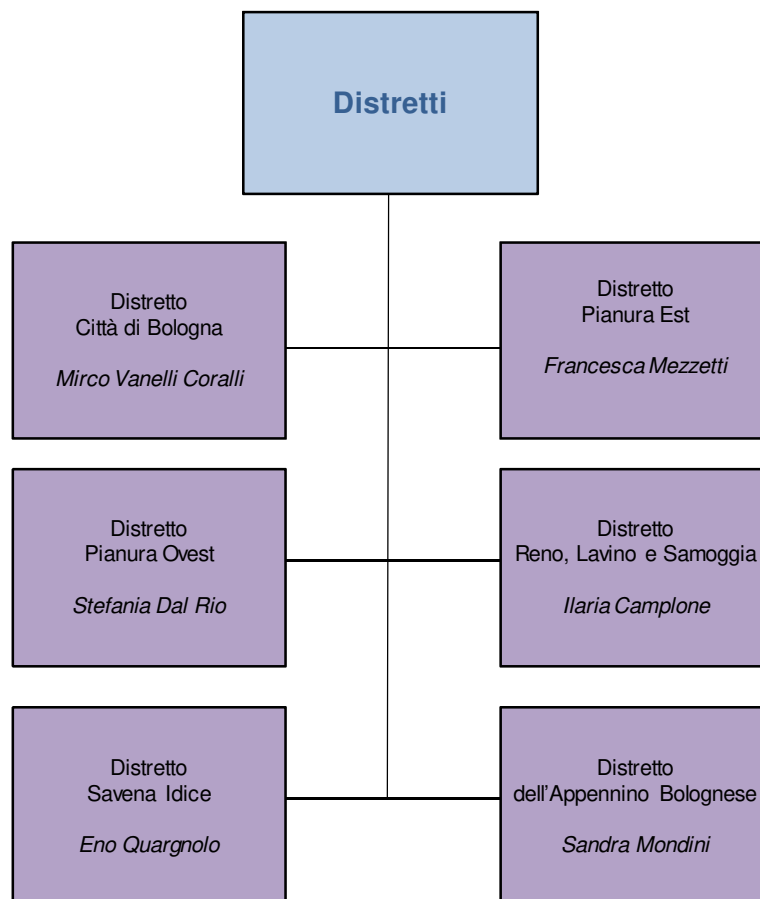 Distretti
Distretto
Città di Bologna
Mirco Vanelli Coralli
Distretto
Pianura Est
Francesca Mezzetti
Distretto
Pianura Ovest
Stefania Dal Rio
Distretto
Reno, Lavino e Samoggia
Ilaria Camplone
Distretto
Savena Idice
Eno Quargnolo
Distretto
dell'Appennino Bolognese
Sandra Mondini